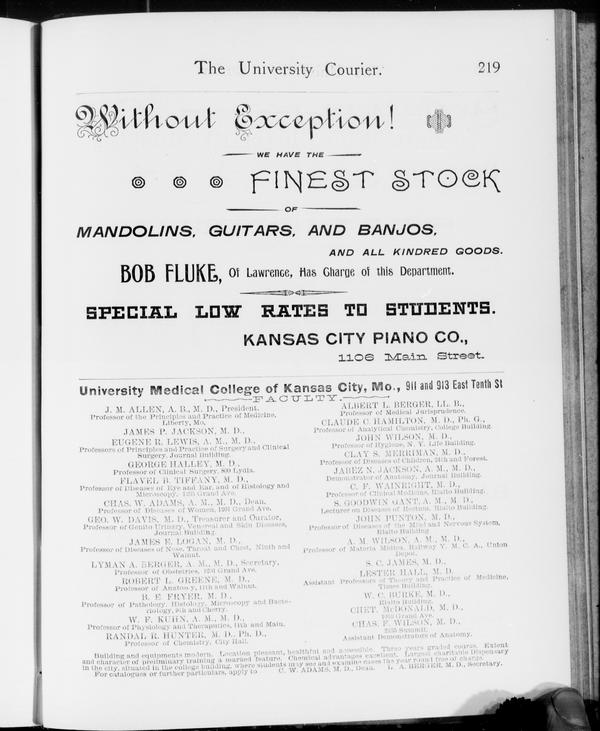 The University Courier. 219
Without Exception!
WE HAVE THE
FINEST STOCK
OF
MANDOLINS, GUITARS, AND BANJOS,
AND ALL KINDRED GOODS.
BOB FLUKE, Of Lawrence, Has Charge of this Department.
SPECIAL LOW RATES TO STUDENTS.
KANSAS CITY PIANO CO.,
1106 Main Street.
University Medical College of Kansas City, Mo., 911 and 913 East Tenth St
FACULTY.
J. M. ALLEN, A. B., M. D., President.
Professor of the Principles and Practice of Medicine,
Liberty, Mo.
JAMES P. JACKSON, M. D.,
EUGENE R. LEWIS, A. M., M. D.,
Professors of Principles and Practice of Surgery and Clinical
Surgery, Journal Building.
GEORGE HALLEY, M. D.,
Professor of Clinical Surgery, 800 Lydia.
FLAVEL B. TIFFANY, M. D.,
Professor of Diseases of Eye and Ear, and of Histology and
Microscopy, Grand Ave.
CHAS. W. ADAMS, A. M., M. D., Dean,
Professor of Diseases of Women, Grand Ave.
GEO. W. DAVIS, M. D., Treasurer and Curator,
Professor of Genito Urinary, Venereal and Skin Diseases,
Journal Building.
JAMES E. LOGAN, M. D.,
Professor of Diseases of Nose, Throat and Chest, Ninth and
Walnut.
LYMAN A. BERGER, A. M., M. D., Secretary,
Professor of Obstetrics, Grand Ave.
ROBERT L. GREENE, M. D.,
Professor of Anatomy, 11th and Walnut.
B. E. FRYER, M. D.,
Professor of Pathology, Histology, Microscopy and Bacte-
riology, 9th and Cherry.
W. F. KUHN, A. M., M. D.,
Professor of Physiology and Therapeutics, 11th and Main.
RANDAL R. HUNTER, M. D. Ph. D.,
Professor of Chemistry, City Hall.
ALBERT L. BERGER, LL. B.,
Professor of Medical Jurisprudence.
CLAUDE C. HAMILTON, M. D., Ph. G.,
Professor of Analytical Chemistry, College Building.
JOHN WILSON, M. D.,
Professor of Hygiene, N. Y. Life Building.
CLAY S. MERRIMAN, M. D.,
Professor of Diseases of Children, 24th and Forest.
JABEZ N. JACKSON, A. M., M. D.,
Demonstrator of Anatomy, Journal Building.
C. F. WAINRIGHT, M. D.,
Professor of Clinical Medicine, Rialto Building.
S. GOODWIN GANT, A. M., M. D.,
Lecturer on Diseases of Rectum, Rialto Building.
JOHN PUNTON, M. D.,
Professor of Diseases of the Mind and Nervous System,
Rialto Building
A. M. WILSON, A. M., M. D.,
Professor of Materia Medica, Railway Y. M. C. A., Union
Depot.
S. C. JAMES, M. D.,
LESTER HALL, M. D.
Assistant Professors of Theory and Practice of Medicine,
Times Building.
W. C. BURKE, M. D.,
Rialto Building.
CHET. McDONALD, M. D.,
Grand Ave.
CHAS. F. WILSON, M. D.,
Summit.
Assistant Demonstrators of Anatomy.
Building and equipments modern. Location pleasant, healthful and accessible. Three years graded course. Extent
and character of preliminary training a marked feature. Chemical advantages excellent. Largest charitable Dispensary
in the city, situated in the college building, where students may see and examine cases the year round free of charge.
For catalogues or further particulars, apply to C. W. ADAMS, M. D., Dean. L. A. BERGER, M. D., Secretary.